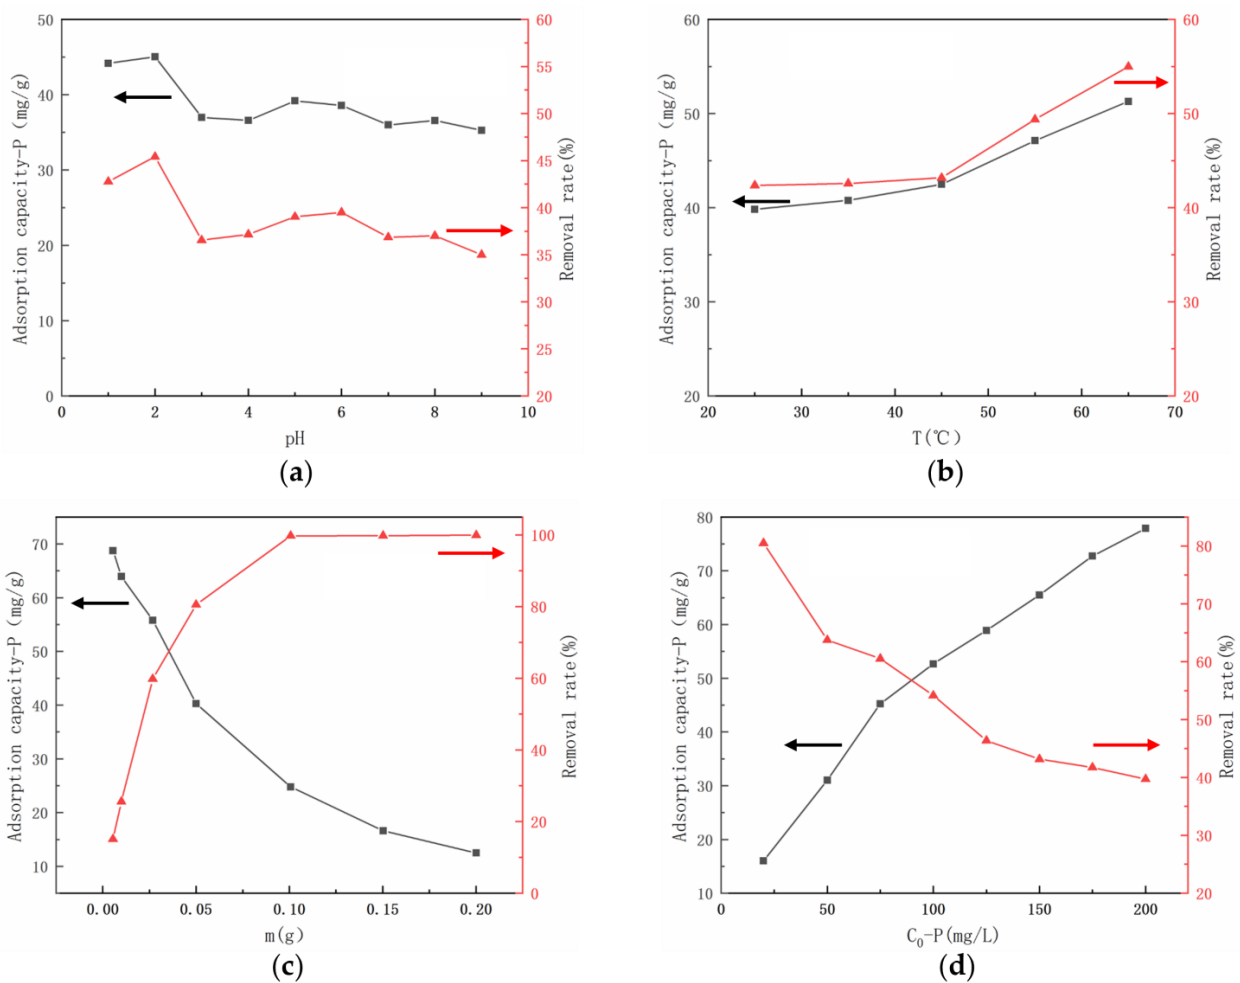 50
40
30
20
10
0
Adsorption capacity-P (mg/g)
60
55
50
45
40
35
30
25
20
Removal rate(%)
0 2 4 6 8 10
pH
(a)
60
50
40
30
20
Adsorption capacity-P (mg/g)
60
50
40
30
20
Removal rate(%)
20 30 40 50 60 70
T(℃)
(b)
70
60
50
40
30
20
10
Adsorption capacity-P (mg/g)
100
80
60
40
20
0
Removal rate(%)
0.00 0.05 0.10 0.15 0.20
m(g)
(c)
80
70
60
50
40
30
20
10
Adsorption capacity-P (mg/g)
80
70
60
50
40
30
20
Removal rate(%)
0 50 100 150 200
C₀-P(mg/L)
(d)